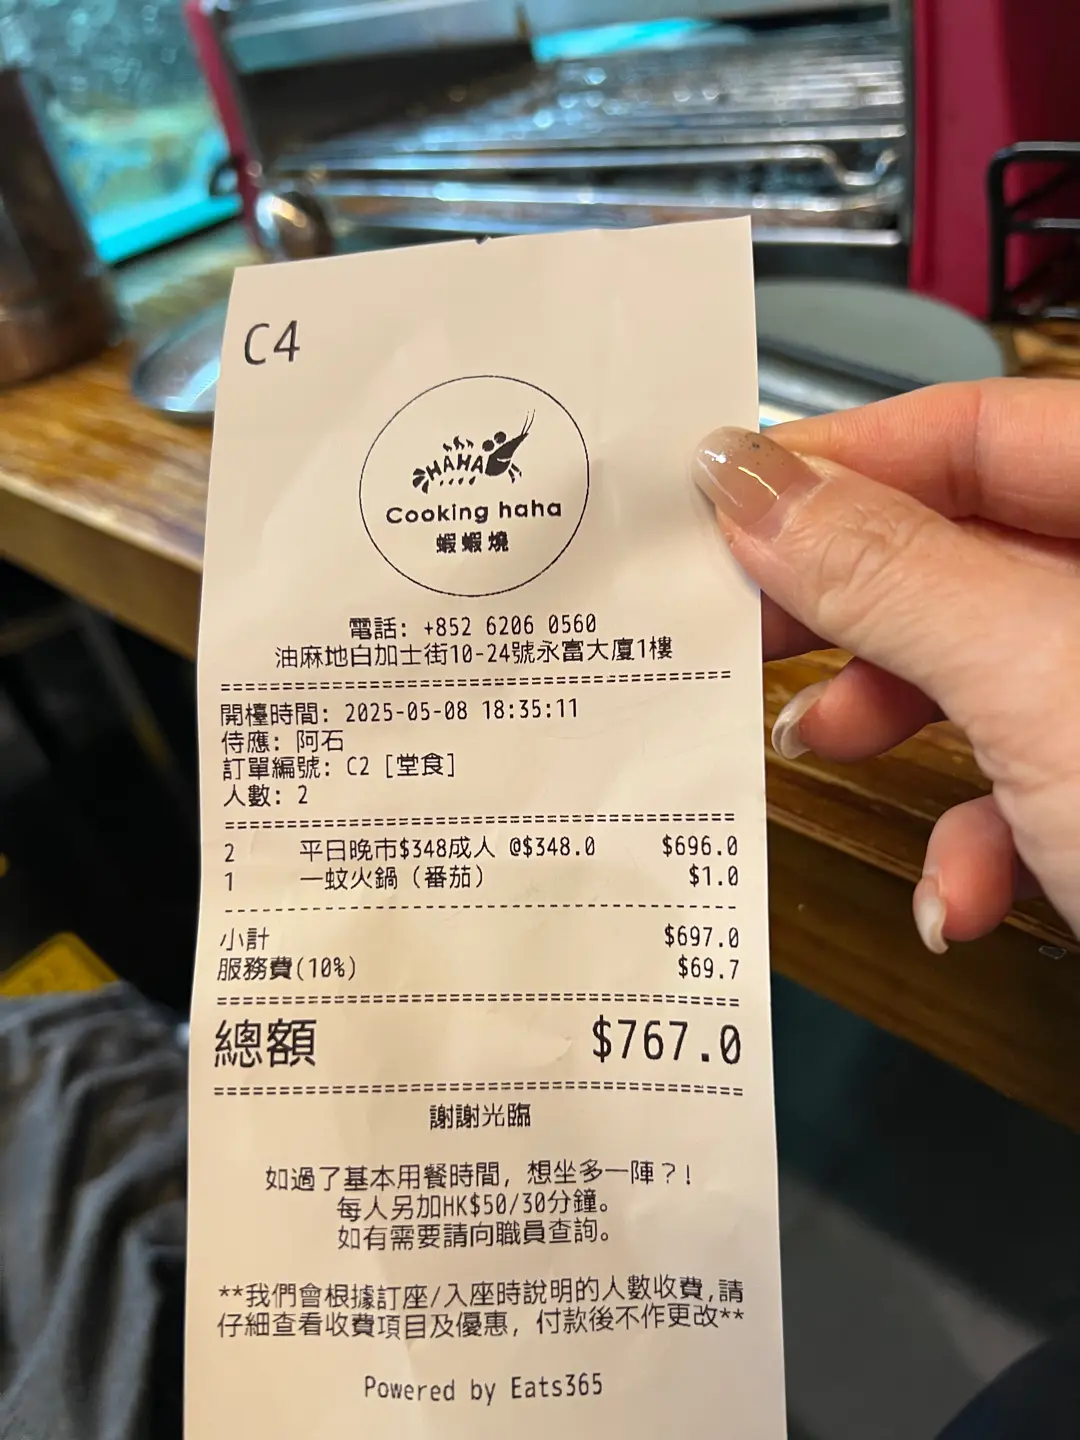 C4
HAHA
Cooking haha
蝦蝦燒
電話: +852 6206 0560
油麻地白加士街10-24號永富大廈1樓
開檯時間: 2025-05-08 18:35:11
侍應: 阿石
訂單編號: C2 [堂食]
人數: 2
2 平日晚市$348成人 @$348.0 $696.0
1 一蚊火鍋（番茄） $1.0
小計 $697.0
服務費(10%) $69.7
總額 $767.0
謝謝光臨
如過了基本用餐時間, 想坐多一陣？!
每人另加HK$50/30分鐘。
如有需要請向職員查詢。
**我們會根據訂座/入座時說明的人數收費,請
仔細查看收費項目及優惠, 付款後不作更改**
Powered by Eats365